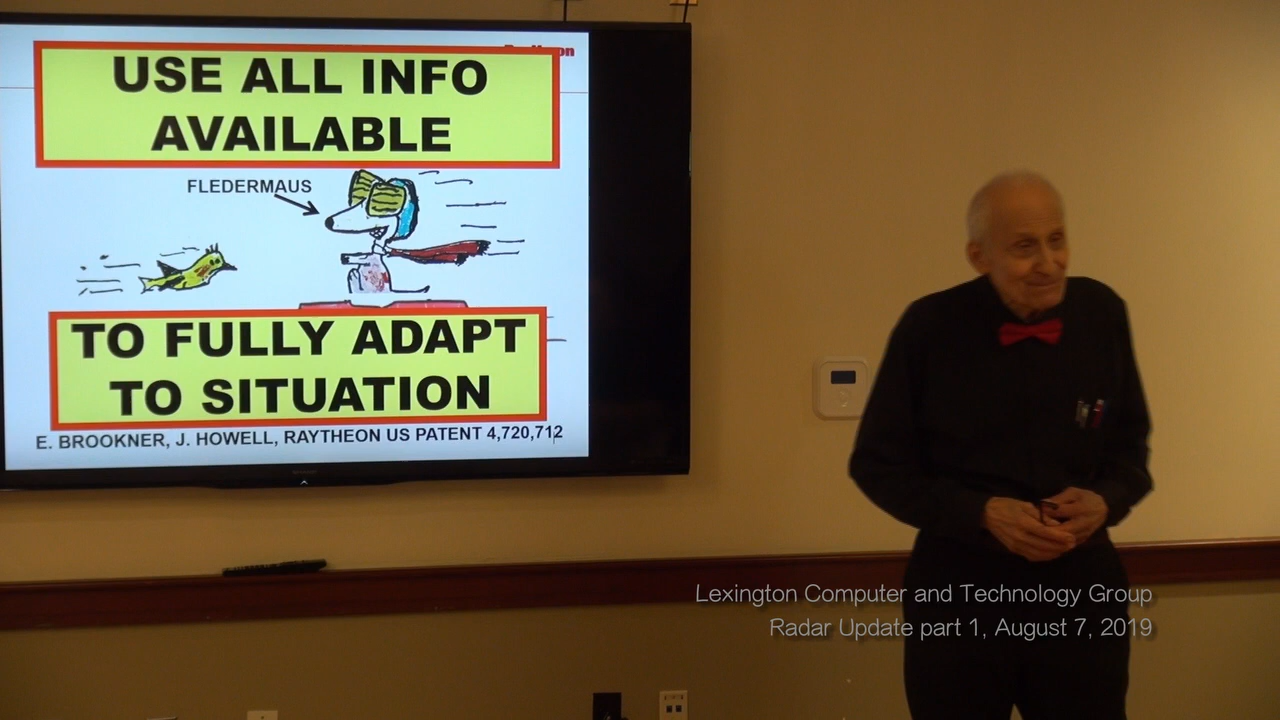 USE ALL INFO
AVAILABLE
FLEDERMAUS
TO FULLY ADAPT
TO SITUATION
E. BROOKNER, J. HOWELL, RAYTHEON US PATENT 4,720,712
Lexington Computer and Technology Group
Radar Update part 1, August 7, 2019